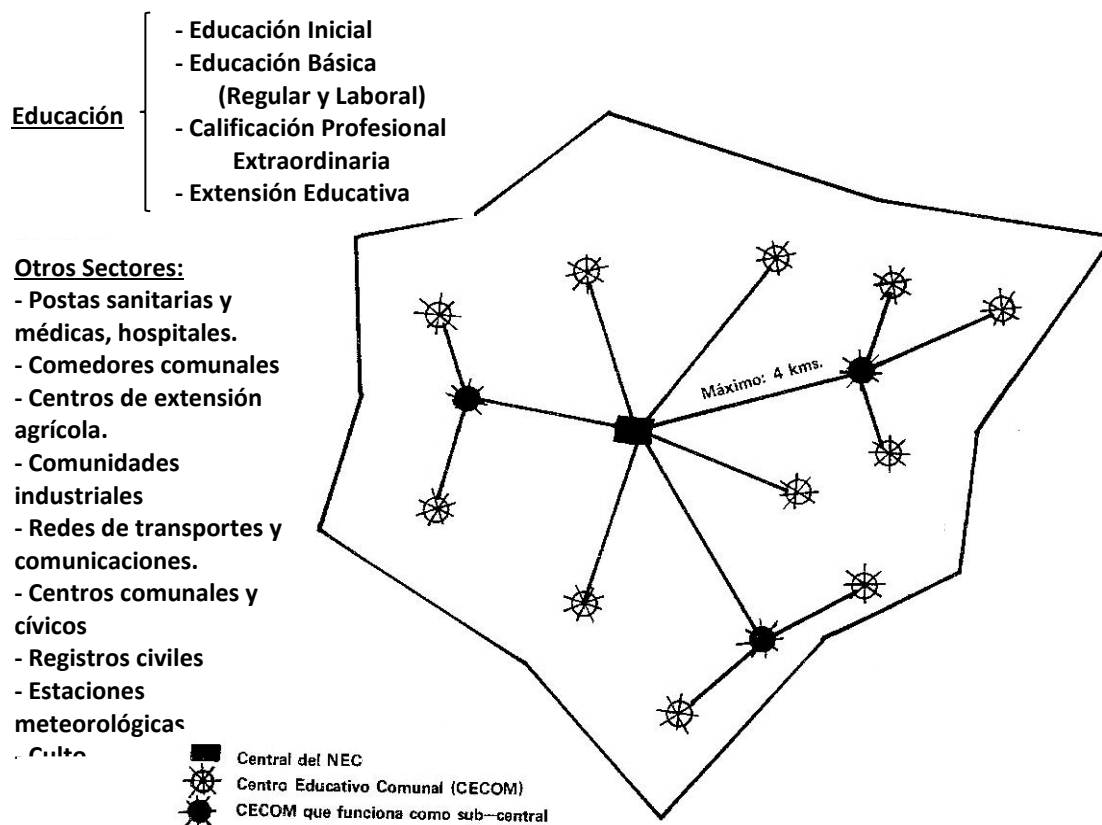 Educación
- Educación Inicial
- Educación Básica
(Regular y Laboral)
- Calificación Profesional
Extraordinaria
- Extensión Educativa
Otros Sectores:
- Postas sanitarias y
médicas, hospitales.
- Comedores comunales
- Centros de extensión
agrícola.
- Comunidades
industriales
- Redes de transportes y
comunicaciones.
- Centros comunales y
cívicos
- Registros civiles
- Estaciones
meteorológicas
- Culto
Máximo: 4 kms.
Central del NEC
Centro Educativo Comunal (CECOM)
CECOM que funciona como sub-central